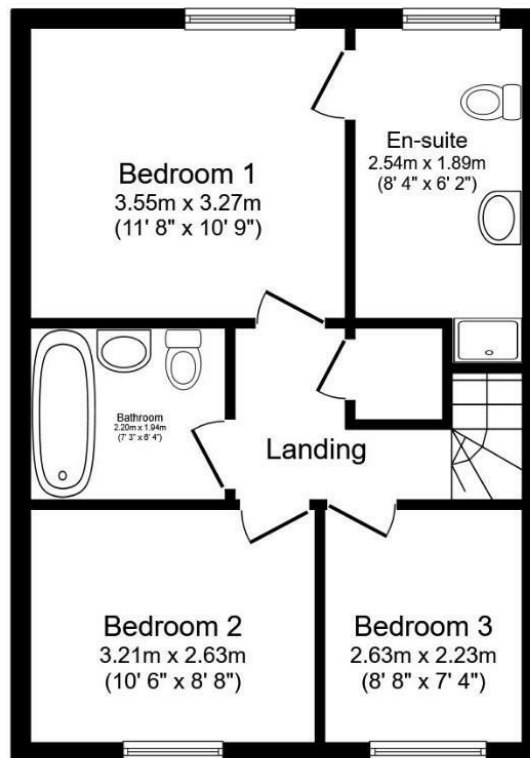 Bedroom 1
3.55m x 3.27m
(11' 8" x 10' 9")
En-suite
2.54m x 1.89m
(8' 4" x 6' 2")
Bathroom
2.20m x 1.94m
(7' 3" x 6' 4")
Landing
Bedroom 2
3.21m x 2.63m
(10' 6" x 8' 8")
Bedroom 3
2.63m x 2.23m
(8' 8" x 7' 4")